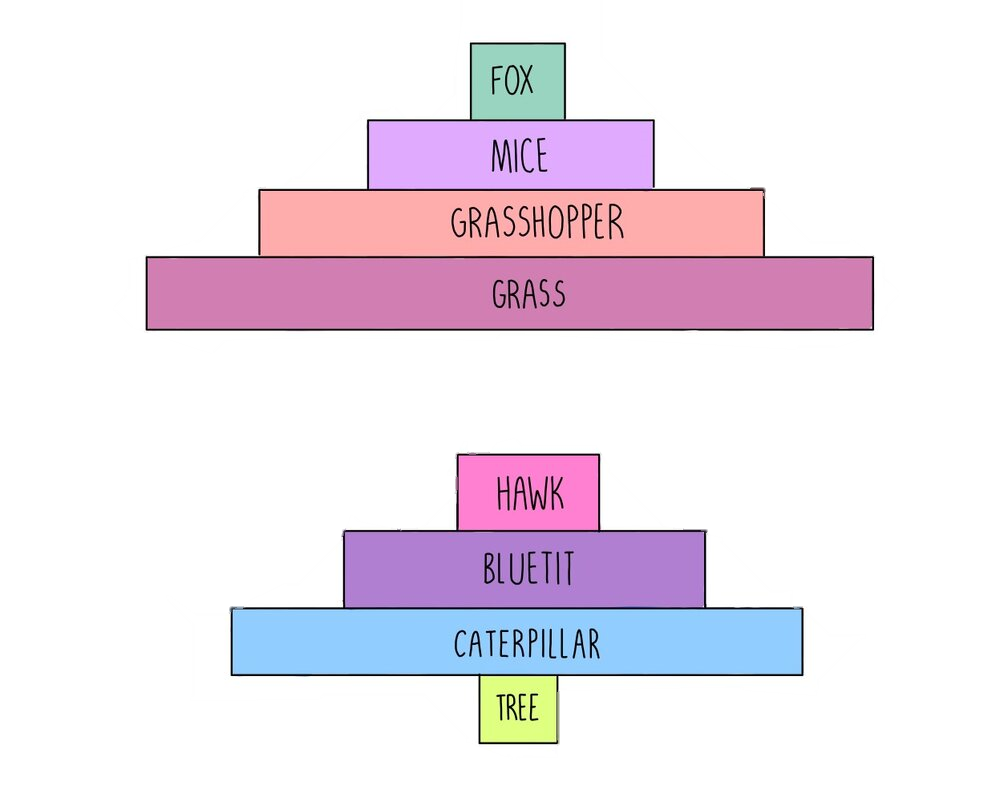 FOX
MICE
GRASSHOPPER
GRASS
HAWK
BLUETIT
CATERPILLAR
TREE